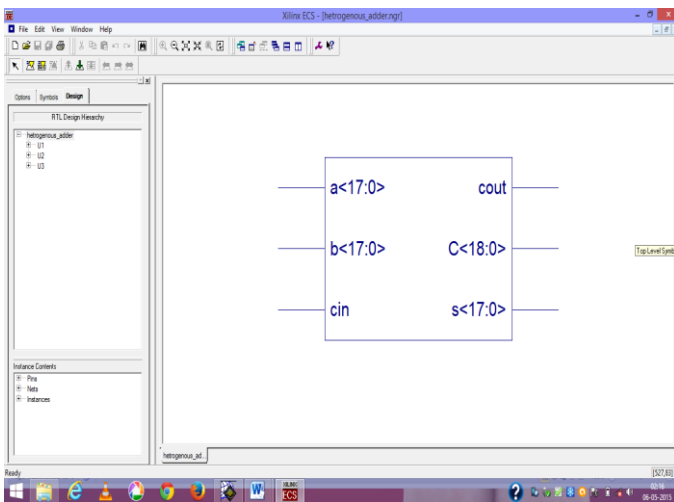 Xilinx ECS - [hetrogenous_adder.ngr]
File Edit View Window Help
Options Symbols Design
RTL Design Hierarchy
hetrogenous_adder
U1
U2
U3
a<17:0> cout
b<17:0> C<18:0>
cin s<17:0>
Top Level Symb
Instance Contents
Pins
Nets
Instances
hetrogenous_ad...
Ready [527,83]
XILINX
ECS
W
02:16
06-05-2015